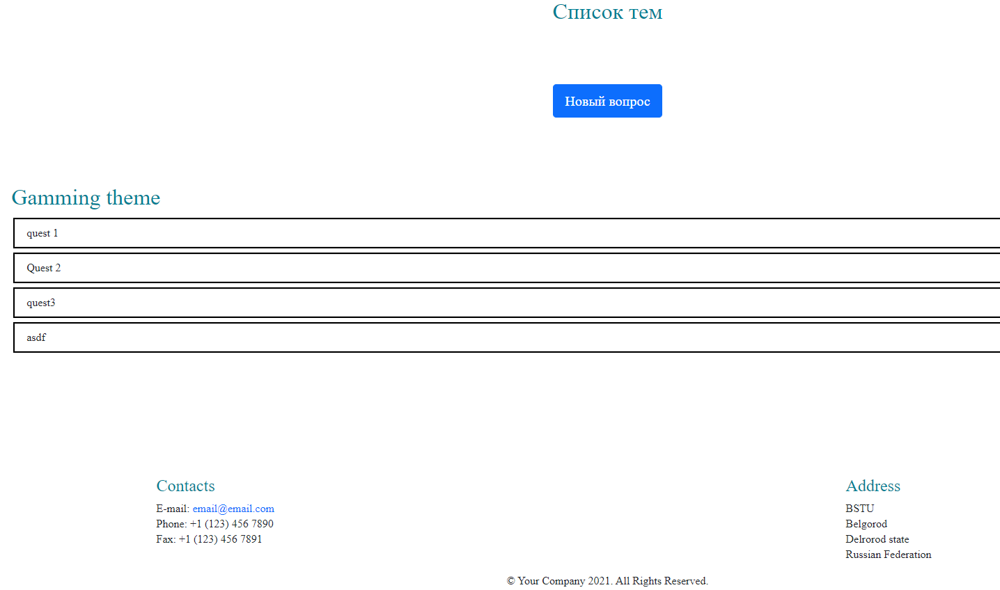 Список тем
Новый вопрос
Gamming theme
quest 1
Quest 2
quest3
asdf
Contacts
E-mail: email@email.com
Phone: +1 (123) 456 7890
Fax: +1 (123) 456 7891
Address
BSTU
Belgorod
Delrorod state
Russian Federation
© Your Company 2021. All Rights Reserved.